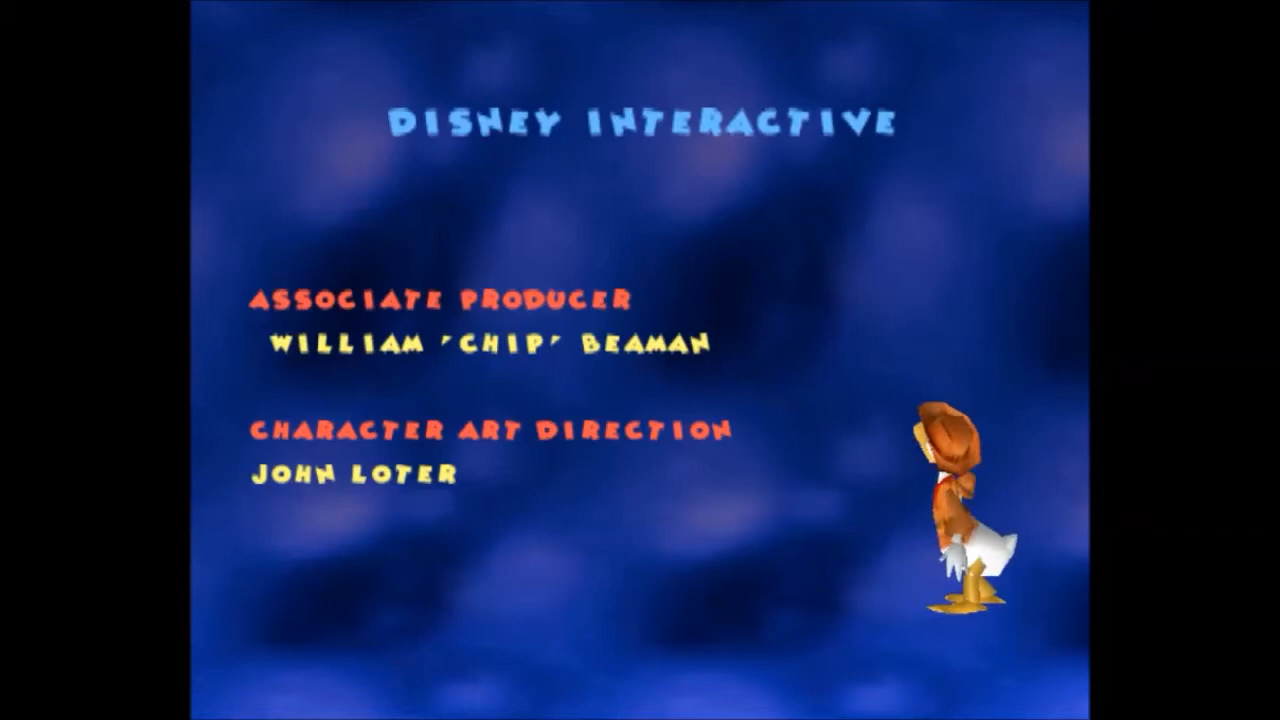 DISNEY INTERACTIVE
ASSOCIATE PRODUCER
WILLIAM 'CHIP' BEAMAN
CHARACTER ART DIRECTION
JOHN LOTER